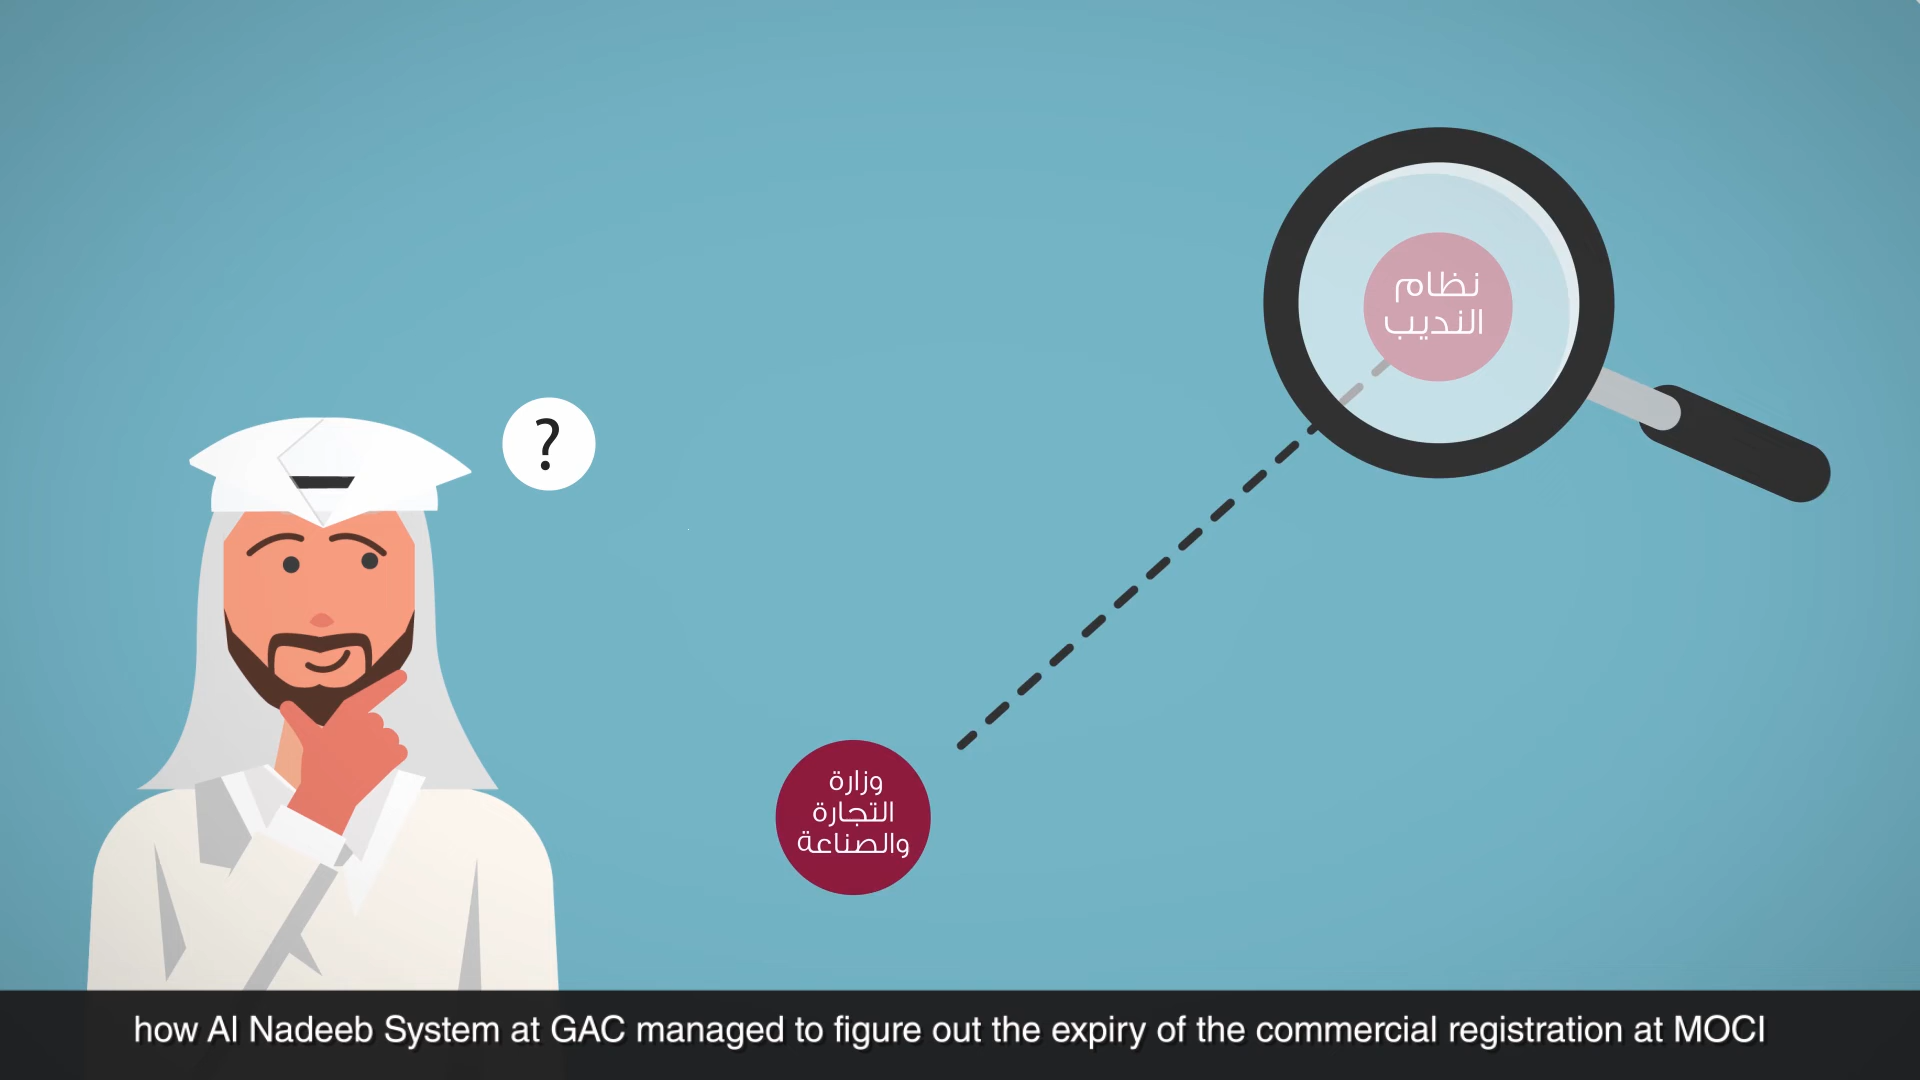 نظام
النديب
?
وزارة
التجارة
والصناعة
how Al Nadeeb System at GAC managed to figure out the expiry of the commercial registration at MOCI